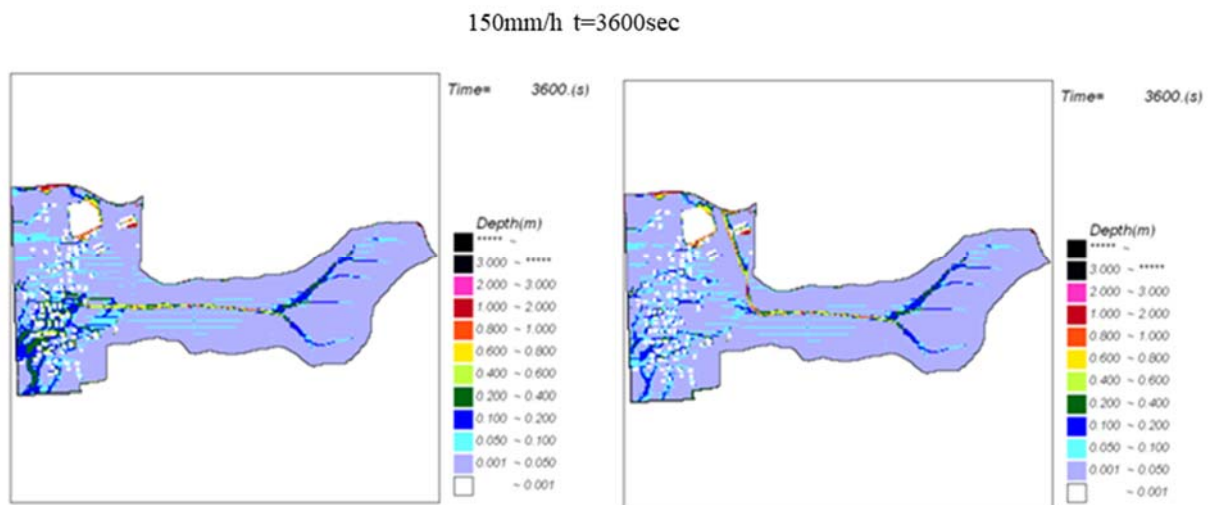 150mm/h t=3600sec
Time= 3600.(s)
Depth(m)
***** ~
3.000 ~ *****
2.000 ~ 3.000
1.000 ~ 2.000
0.800 ~ 1.000
0.600 ~ 0.800
0.400 ~ 0.600
0.200 ~ 0.400
0.100 ~ 0.200
0.050 ~ 0.100
0.001 ~ 0.050
~ 0.001
Time= 3600.(s)
Depth(m)
***** ~
3.000 ~ *****
2.000 ~ 3.000
1.000 ~ 2.000
0.800 ~ 1.000
0.600 ~ 0.800
0.400 ~ 0.600
0.200 ~ 0.400
0.100 ~ 0.200
0.050 ~ 0.100
0.001 ~ 0.050
~ 0.001